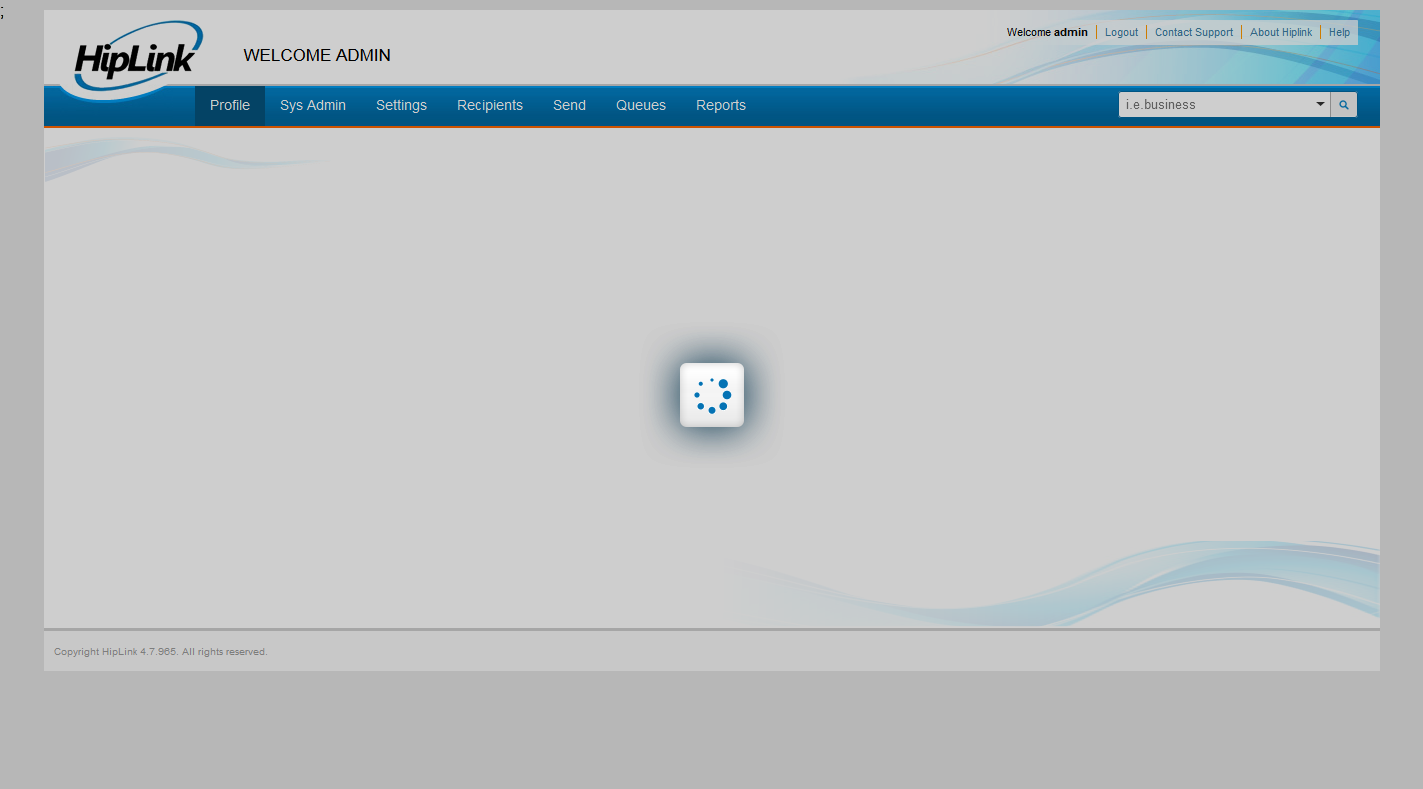 ;
HipLink
WELCOME ADMIN
Welcome admin
Logout
Contact Support
About Hiplink
Help
Profile
Sys Admin
Settings
Recipients
Send
Queues
Reports
i.e.business
Copyright HipLink 4.7.965. All rights reserved.